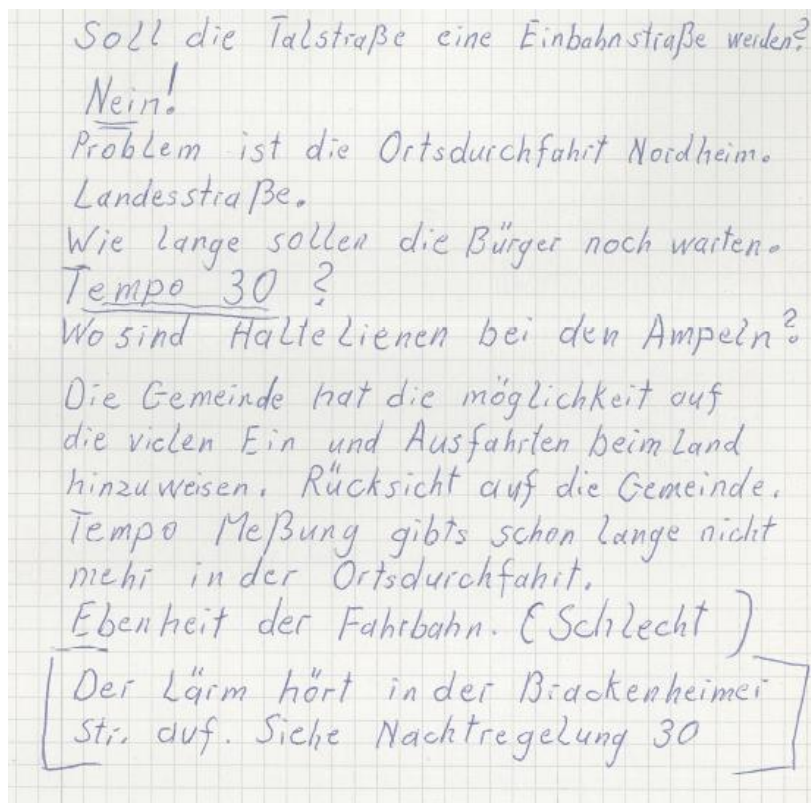 Soll die Talstraße eine Einbahnstraße werden?
Nein!
Problem ist die Ortsdurchfahrt Nordheim.
Landesstraße.
Wie lange sollen die Bürger noch warten.
Tempo 30 ?
Wo sind Haltelienen bei den Ampeln?
Die Gemeinde hat die möglichkeit auf
die vielen Ein und Ausfahrten beim Land
hinzuweisen. Rücksicht auf die Gemeinde.
Tempo Meßung gibts schon lange nicht
mehr in der Ortsdurchfahrt.
Ebenheit der Fahrbahn. (Schlecht)
[Der Lärm hört in der Brackenheimer
Str. auf. Siehe Nachtregelung 30]